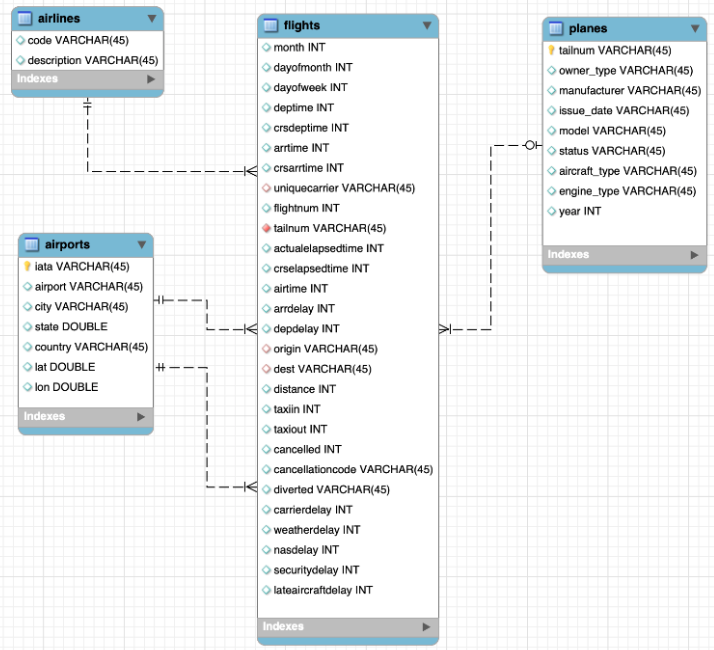 airlines
code VARCHAR(45)
description VARCHAR(45)
Indexes
airports
iata VARCHAR(45)
airport VARCHAR(45)
city VARCHAR(45)
state DOUBLE
country VARCHAR(45)
lat DOUBLE
lon DOUBLE
Indexes
flights
month INT
dayofmonth INT
dayofweek INT
deptime INT
crsdeptime INT
arrtime INT
crsarrtime INT
uniquecarrier VARCHAR(45)
flightnum INT
tailnum VARCHAR(45)
actualelapsedtime INT
crselapsedtime INT
airtime INT
arrdelay INT
depdelay INT
origin VARCHAR(45)
dest VARCHAR(45)
distance INT
taxiin INT
taxiout INT
cancelled INT
cancellationcode VARCHAR(45)
diverted VARCHAR(45)
carrierdelay INT
weatherdelay INT
nasdelay INT
securitydelay INT
lateaircraftdelay INT
Indexes
planes
tailnum VARCHAR(45)
owner_type VARCHAR(45)
manufacturer VARCHAR(45)
issue_date VARCHAR(45)
model VARCHAR(45)
status VARCHAR(45)
aircraft_type VARCHAR(45)
engine_type VARCHAR(45)
year INT
Indexes